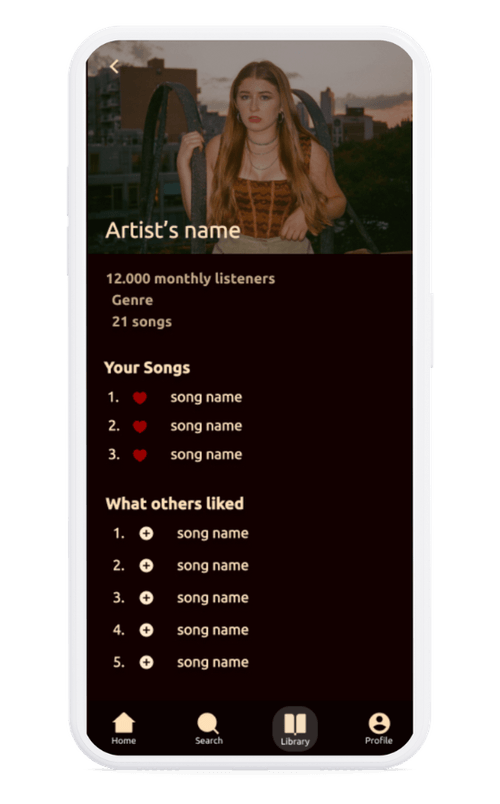 Artist's name
12.000 monthly listeners
Genre
21 songs
Your Songs
1. song name
2. song name
3. song name
What others liked
1. song name
2. song name
3. song name
4. song name
5. song name
Home Search Library Profile